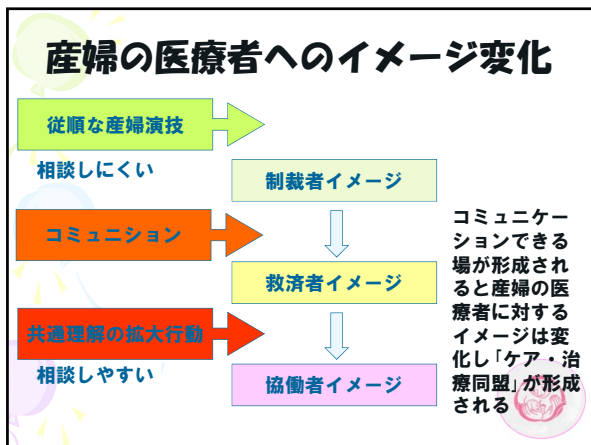 産婦の医療者へのイメージ変化
従順な産婦演技
相談しにくい
制裁者イメージ
コミュニション
救済者イメージ
共通理解の拡大行動
相談しやすい
協働者イメージ
コミュニケー
ションできる
場が形成され
ると産婦の医
療者に対する
イメージは変
化し「ケア・治
療同盟」が形成
される